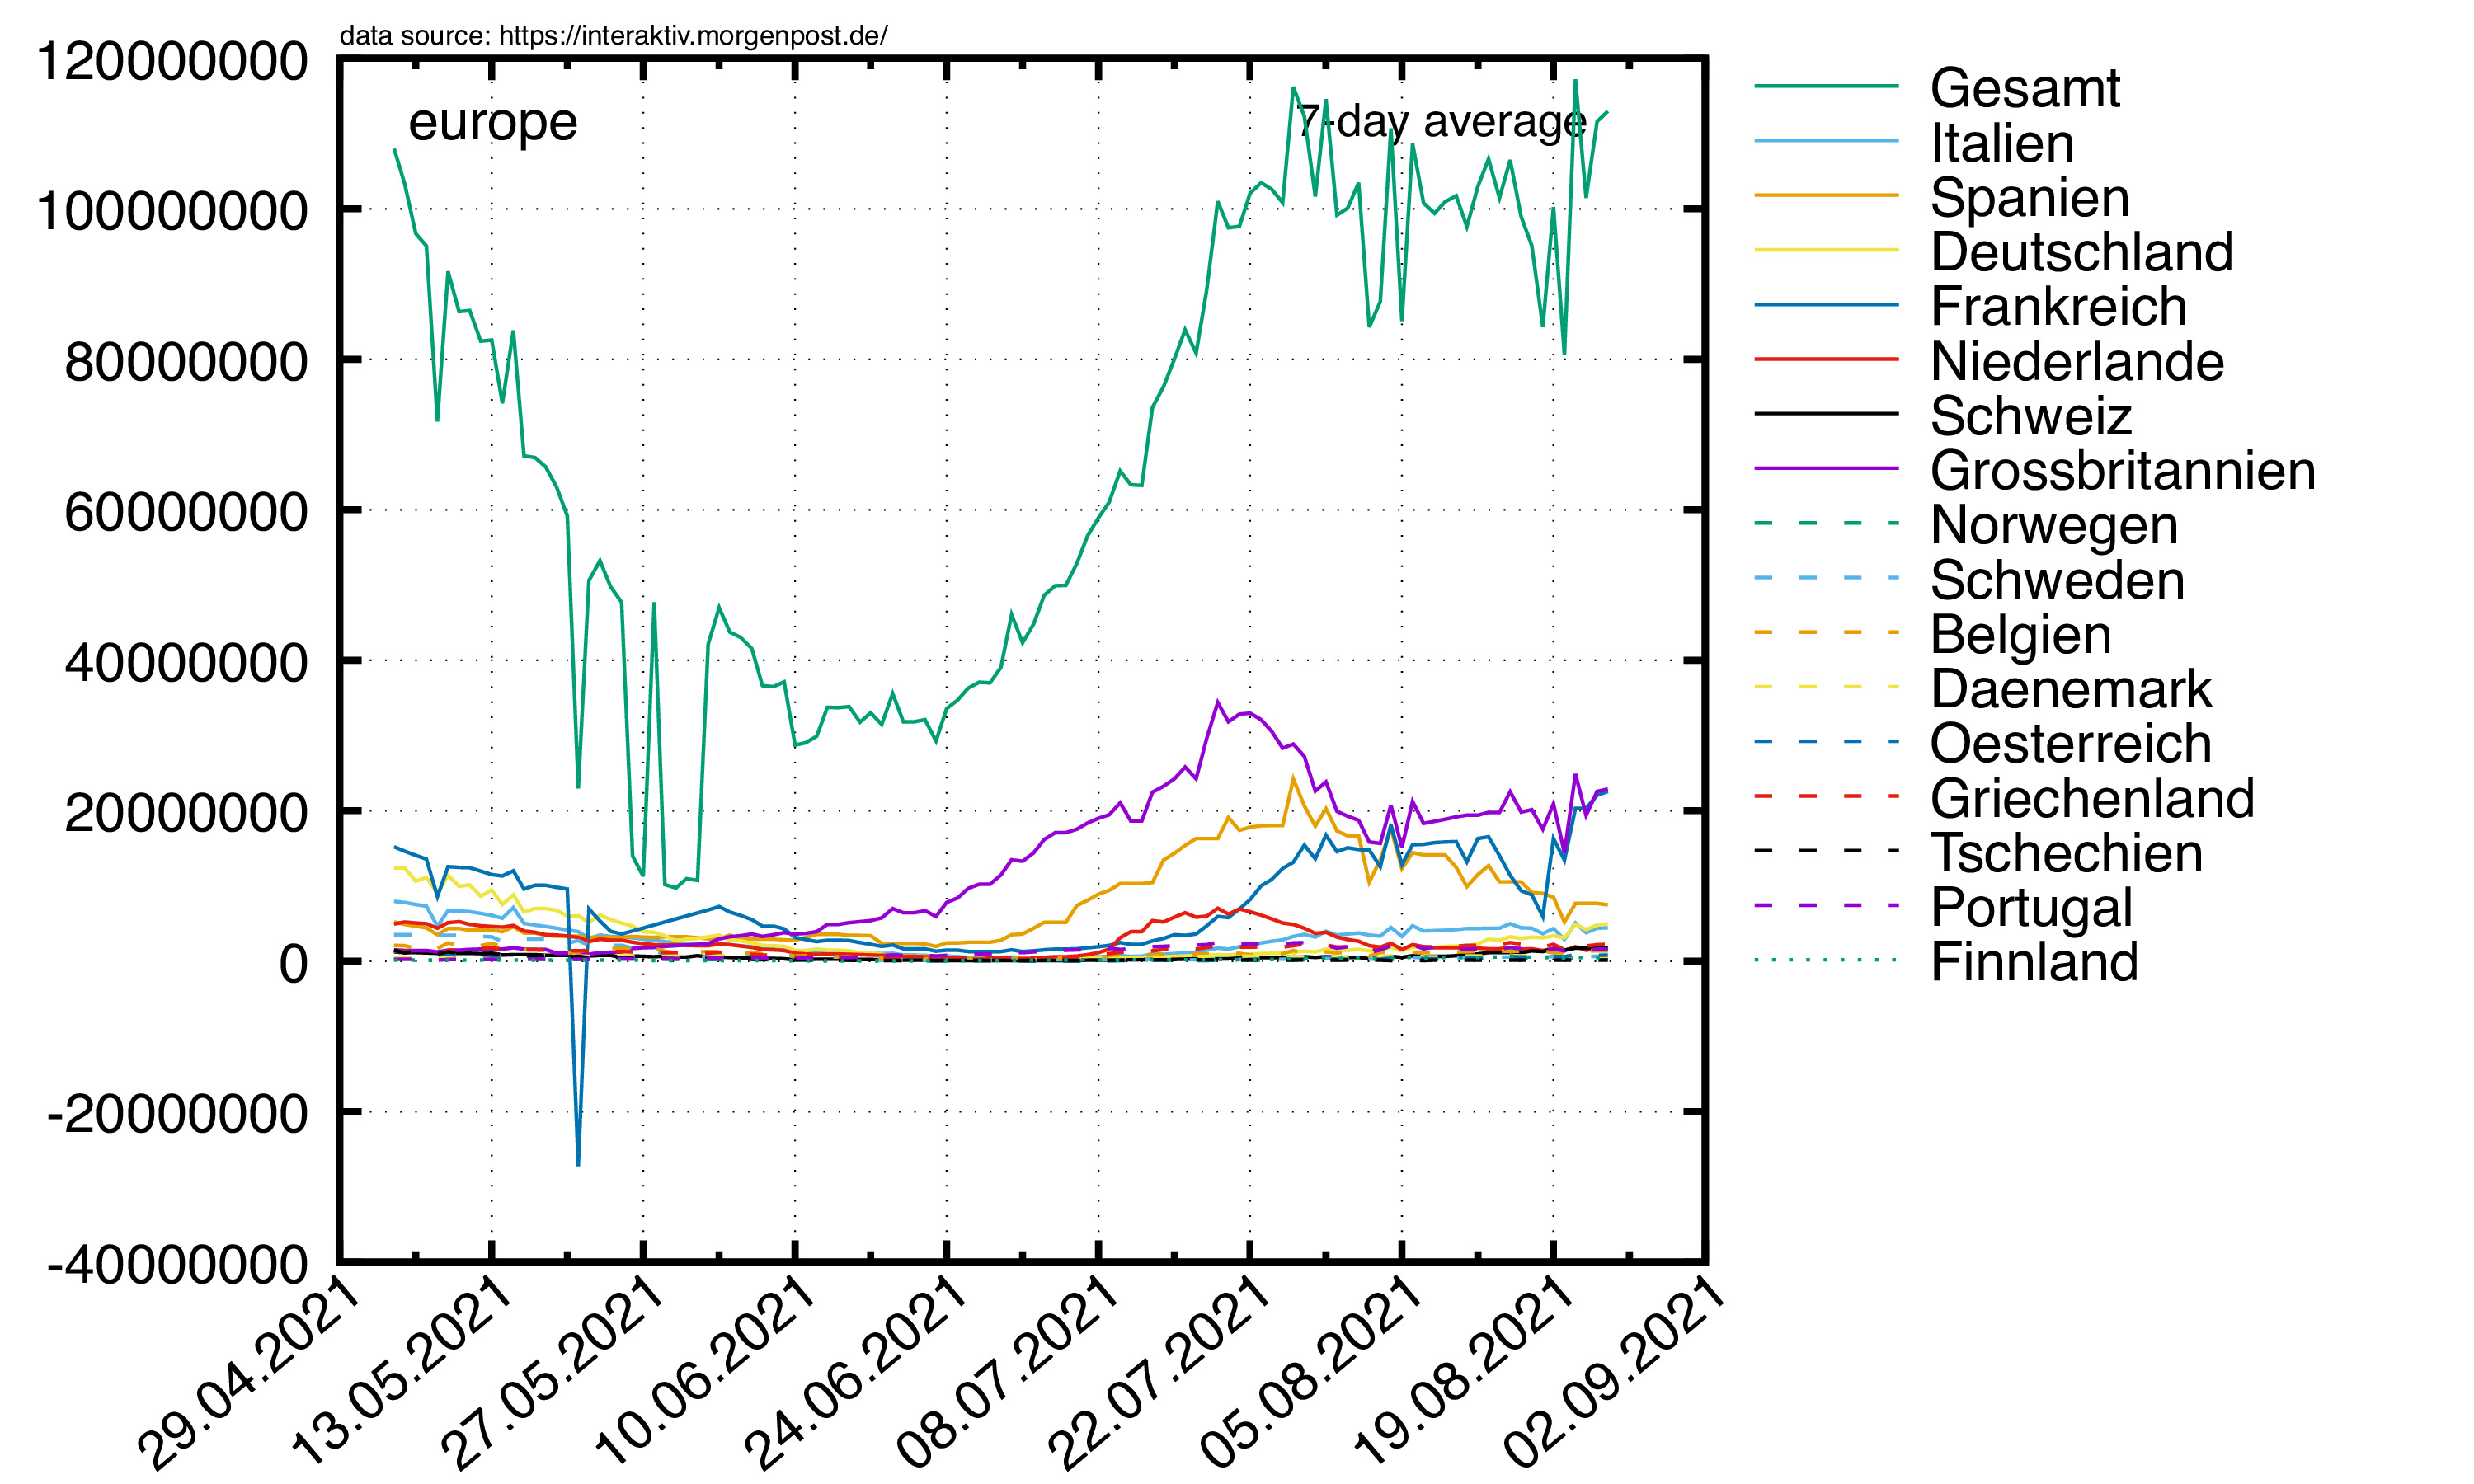 data source: https://interaktiv.morgenpost.de/
europe
7-day average
120000000
100000000
80000000
60000000
40000000
20000000
0
-20000000
-40000000
29.04.2021
13.05.2021
27.05.2021
10.06.2021
24.06.2021
08.07.2021
22.07.2021
05.08.2021
19.08.2021
02.09.2021
Gesamt
Italien
Spanien
Deutschland
Frankreich
Niederlande
Schweiz
Grossbritannien
Norwegen
Schweden
Belgien
Daenemark
Oesterreich
Griechenland
Tschechien
Portugal
Finnland